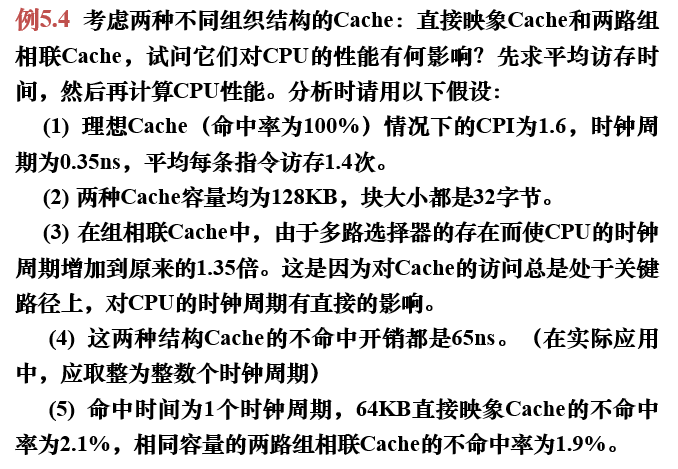 例5.4 考虑两种不同组织结构的Cache：直接映象Cache和两路组
相联Cache，试问它们对CPU的性能有何影响？先求平均访存时
间，然后再计算CPU性能。分析时请用以下假设：
(1) 理想Cache（命中率为100%）情况下的CPI为1.6，时钟周
期为0.35ns，平均每条指令访存1.4次。
(2) 两种Cache容量均为128KB，块大小都是32字节。
(3) 在组相联Cache中，由于多路选择器的存在而使CPU的时钟
周期增加到原来的1.35倍。这是因为对Cache的访问总是处于关键
路径上，对CPU的时钟周期有直接的影响。
(4) 这两种结构Cache的不命中开销都是65ns。（在实际应用
中，应取整为整数个时钟周期）
(5) 命中时间为1个时钟周期，64KB直接映象Cache的不命中
率为2.1%，相同容量的两路组相联Cache的不命中率为1.9%。